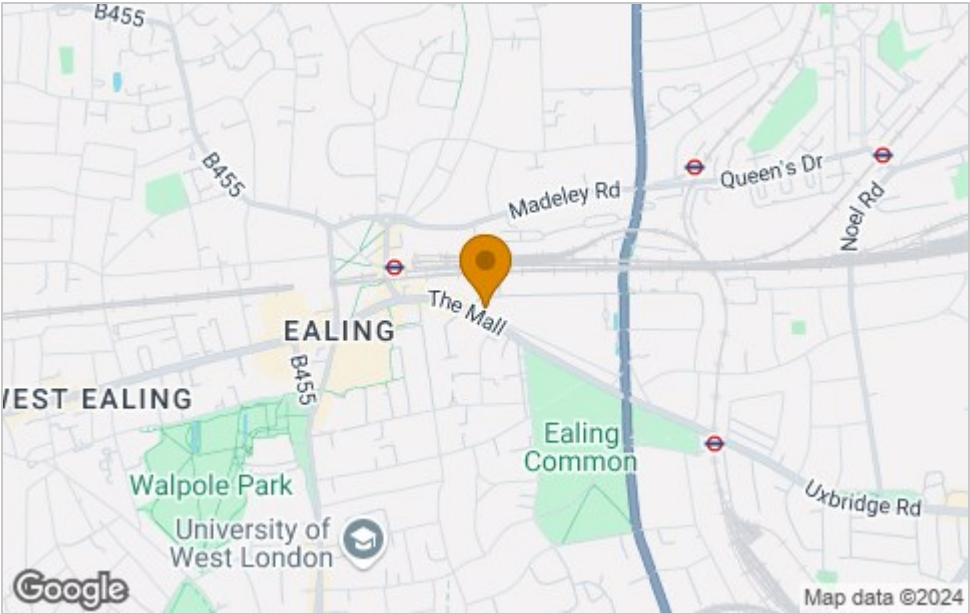 B455
B455
Madeley Rd
Queen's Dr
Noel Rd
The Mall
EALING
B455
WEST EALING
Ealing
Common
Walpole Park
Uxbridge Rd
University of
West London
Google
Map data ©2024